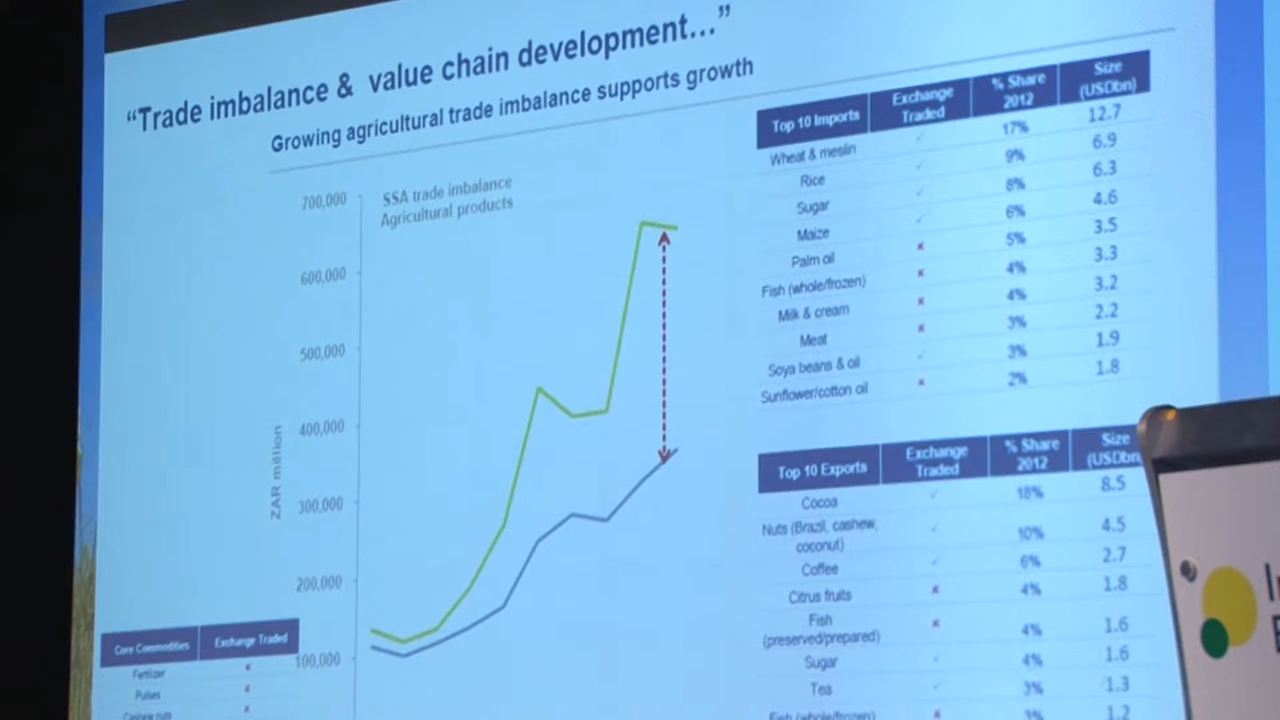 “Trade imbalance & value chain development...”
Growing agricultural trade imbalance supports growth
SSA trade imbalance
Agricultural products
ZAR million
700,000
600,000
500,000
400,000
300,000
200,000
100,000
Core Commodities Exchange Traded
Fertilizer x
Pulses x
Cashew nuts x
Top 10 Imports Exchange Traded % Share 2012 Size (USDbn)
Wheat & meslin ✓ 17% 12.7
Rice ✓ 9% 6.9
Sugar ✓ 8% 6.3
Maize ✓ 6% 4.6
Palm oil x 5% 3.5
Fish (whole/frozen) x 4% 3.3
Milk & cream x 4% 3.2
Meat x 3% 2.2
Soya beans & oil ✓ 3% 1.9
Sunflower/cotton oil x 2% 1.8
Top 10 Exports Exchange Traded % Share 2012 Size (USDbn
Cocoa ✓ 18% 8.5
Nuts (Brazil, cashew,
coconut) ✓ 10% 4.5
Coffee ✓ 6% 2.7
Citrus fruits x 4% 1.8
Fish
(preserved/prepared) x 4% 1.6
Sugar ✓ 4% 1.6
Tea ✓ 3% 1.3
Fish (whole/frozen) x 3% 1.2